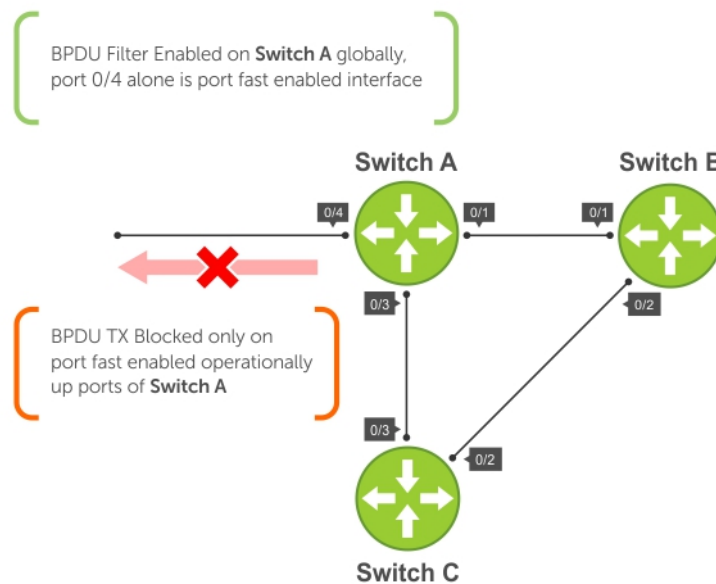 BPDU Filter Enabled on Switch A globally,
port 0/4 alone is port fast enabled interface
Switch A
Switch B
0/4
0/1
0/1
0/2
0/3
BPDU TX Blocked only on
port fast enabled operationally
up ports of Switch A
0/3
0/2
Switch C